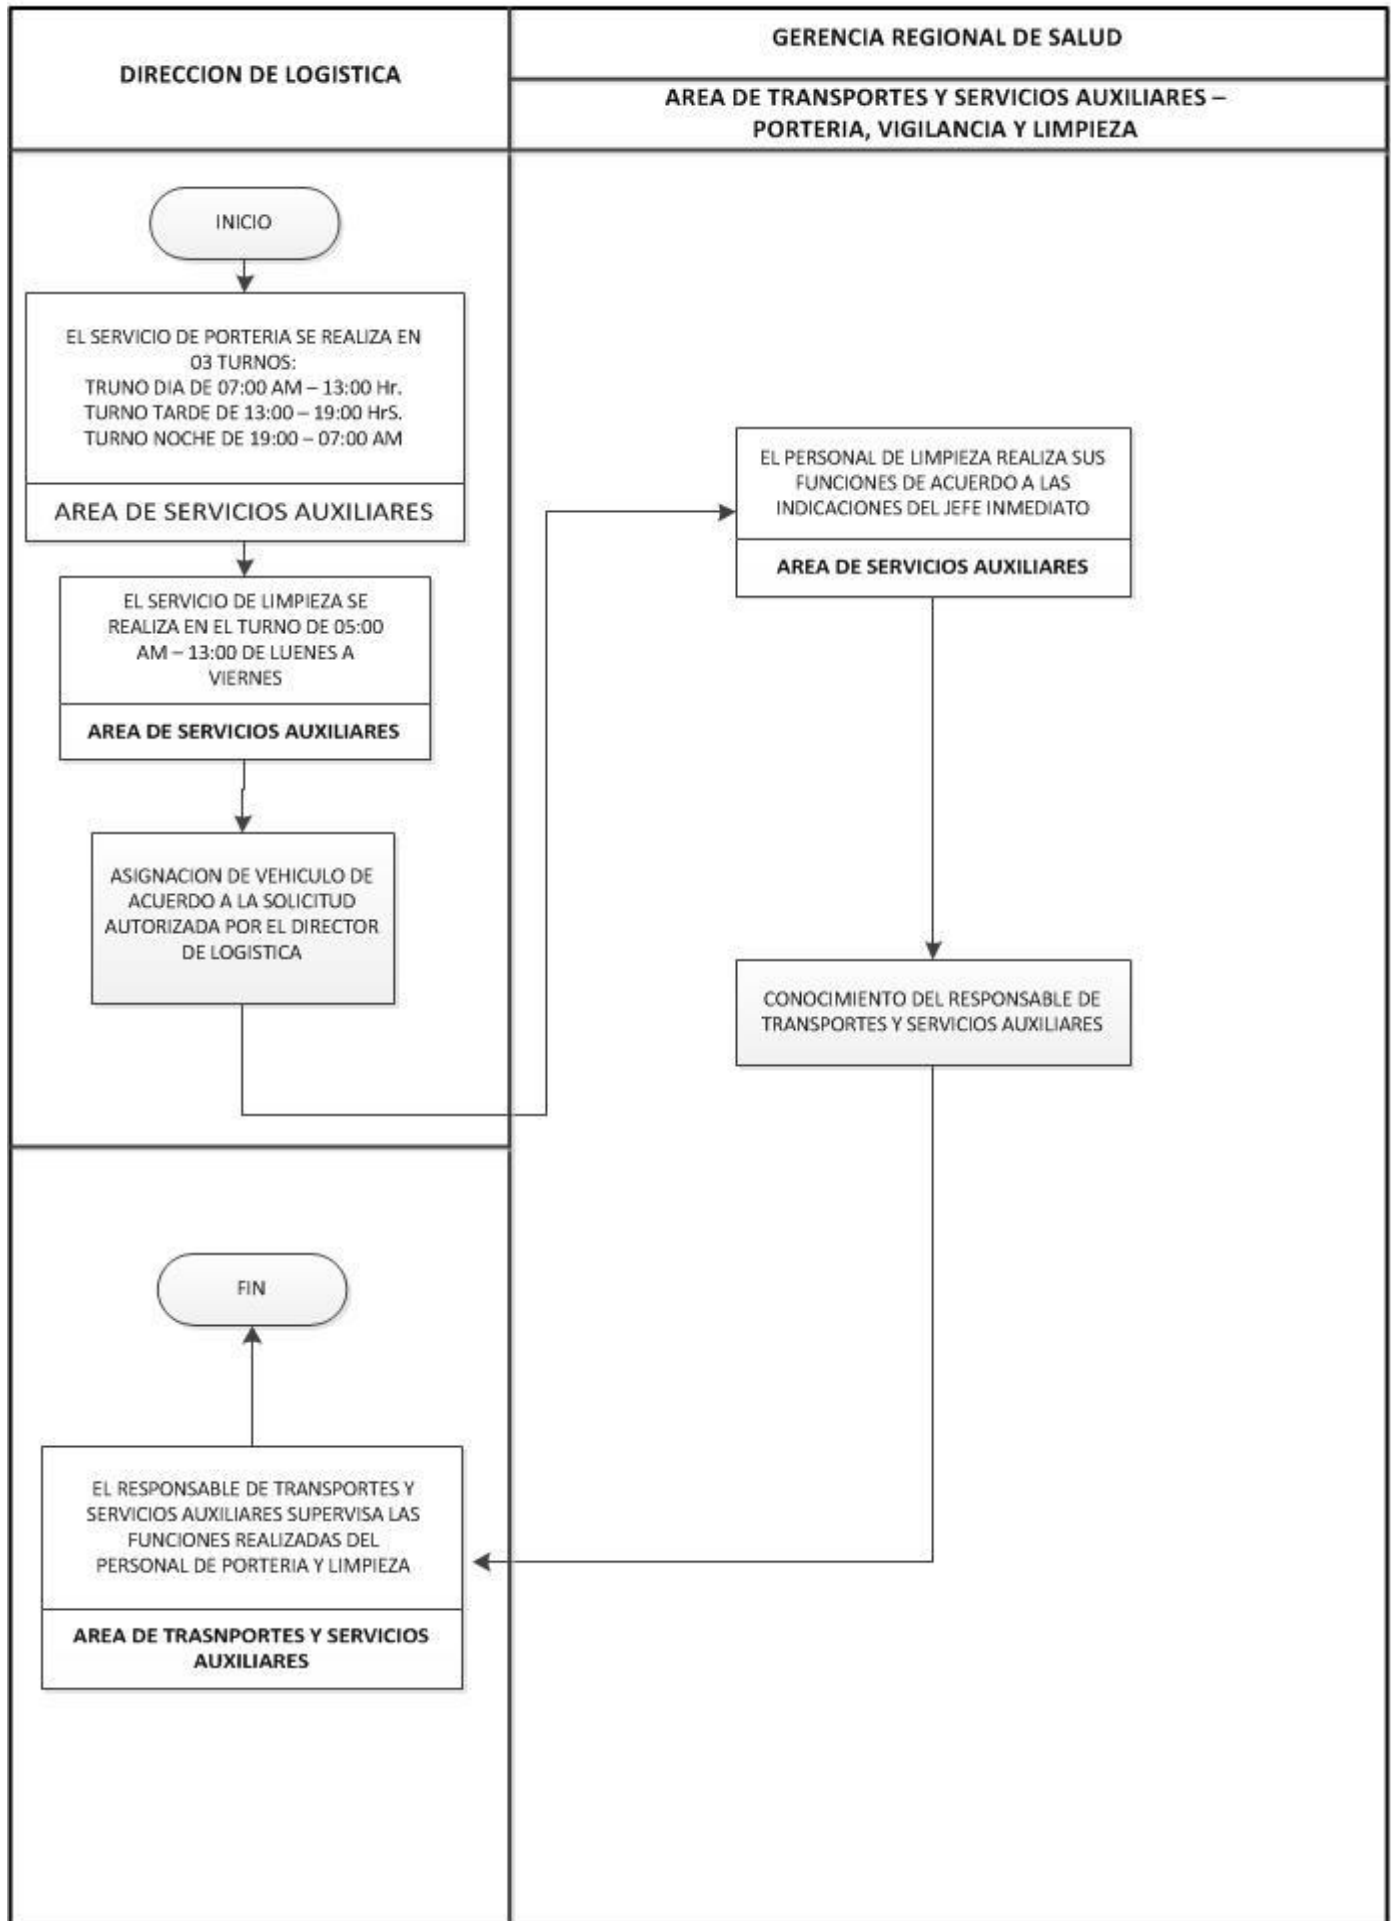 DIRECCION DE LOGISTICA
GERENCIA REGIONAL DE SALUD
AREA DE TRANSPORTES Y SERVICIOS AUXILIARES –
PORTERIA, VIGILANCIA Y LIMPIEZA
INICIO
EL SERVICIO DE PORTERIA SE REALIZA EN
03 TURNOS:
TRUNO DIA DE 07:00 AM – 13:00 Hr.
TURNO TARDE DE 13:00 – 19:00 HrS.
TURNO NOCHE DE 19:00 – 07:00 AM
AREA DE SERVICIOS AUXILIARES
EL SERVICIO DE LIMPIEZA SE
REALIZA EN EL TURNO DE 05:00
AM – 13:00 DE LUENES A
VIERNES
AREA DE SERVICIOS AUXILIARES
ASIGNACION DE VEHICULO DE
ACUERDO A LA SOLICITUD
AUTORIZADA POR EL DIRECTOR
DE LOGISTICA
EL PERSONAL DE LIMPIEZA REALIZA SUS
FUNCIONES DE ACUERDO A LAS
INDICACIONES DEL JEFE INMEDIATO
AREA DE SERVICIOS AUXILIARES
CONOCIMIENTO DEL RESPONSABLE DE
TRANSPORTES Y SERVICIOS AUXILIARES
FIN
EL RESPONSABLE DE TRANSPORTES Y
SERVICIOS AUXILIARES SUPERVISA LAS
FUNCIONES REALIZADAS DEL
PERSONAL DE PORTERIA Y LIMPIEZA
AREA DE TRASNPORTES Y SERVICIOS
AUXILIARES